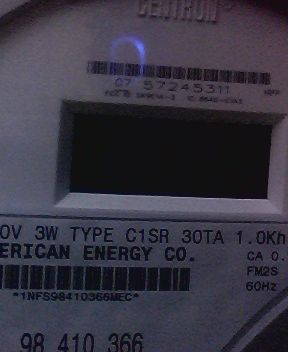 CENTRON
07 57245311
0V 3W TYPE C1SR 30TA 1.0Kh
ERICAN ENERGY CO.
CA 0.
FM2S
*1NFS98410366MEC*
60Hz
98 410 366